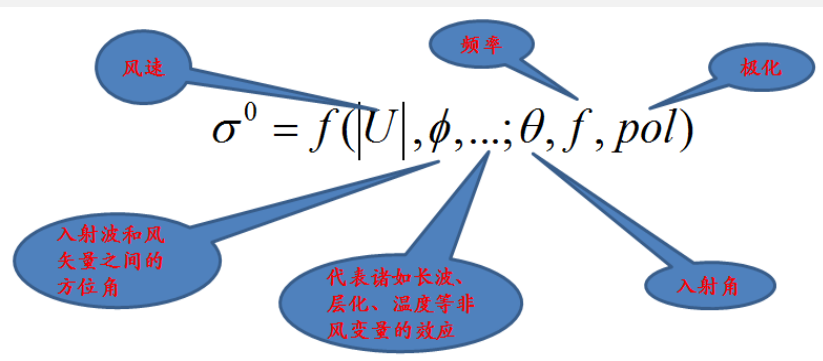 频率
风速
极化
σ⁰ = f(|U|,ϕ,...;θ,f,pol)
入射波和风
矢量之间的
方位角
代表诸如长波、
层化、温度等非
风变量的效应
入射角